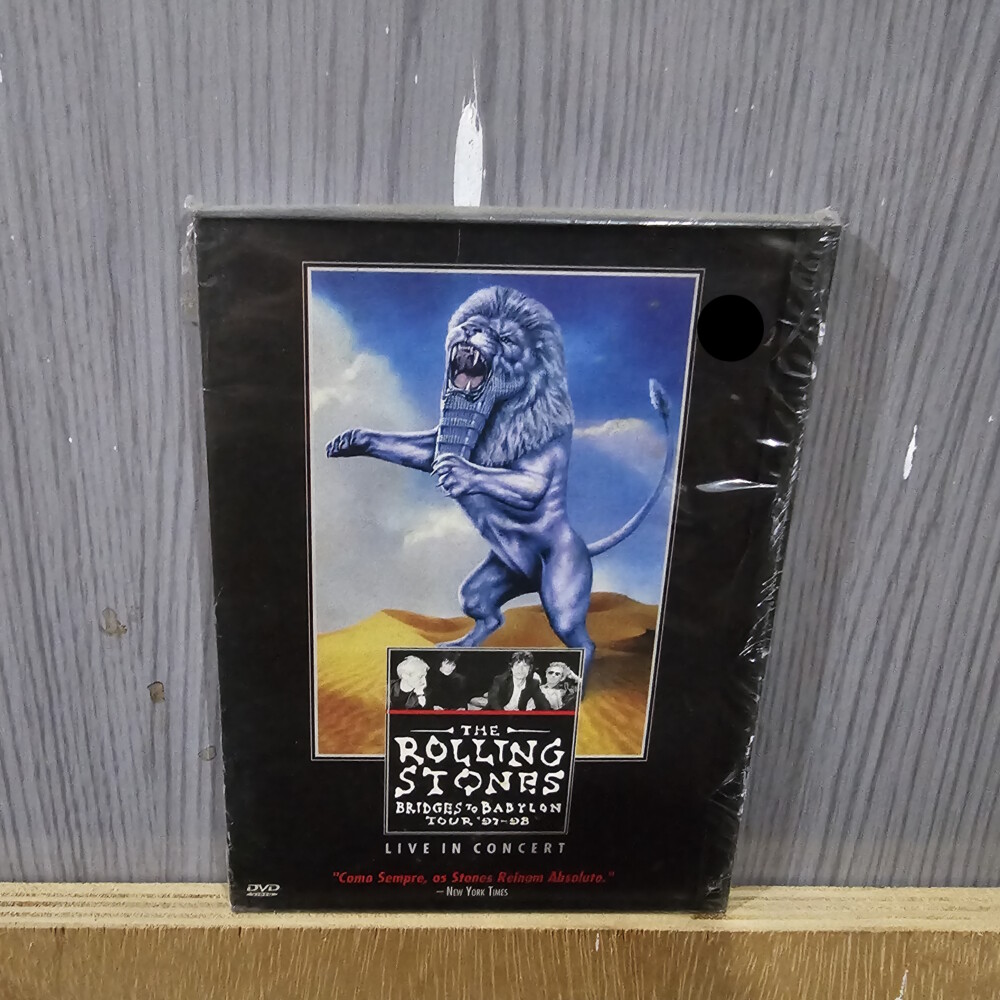 THE
ROLLING
STONES
BRIDGES TO BABYLON
TOUR '97-98
LIVE IN CONCERT
"Como Sempre, os Stones Reinam Absoluto."
— NEW YORK TIMES
DVD
VIDEO